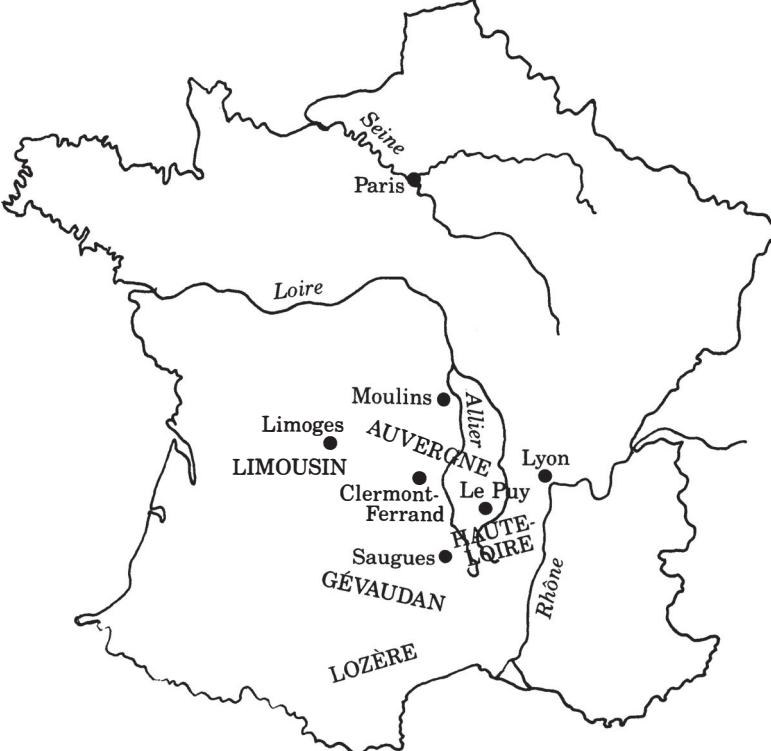 Seine
Paris
Loire
Moulins
Allier
Limoges
AUVERGNE
LIMOUSIN
Lyon
Clermont-
Ferrand
Le Puy
HAUTE-
LOIRE
Saugues
GÉVAUDAN
Rhône
LOZÈRE